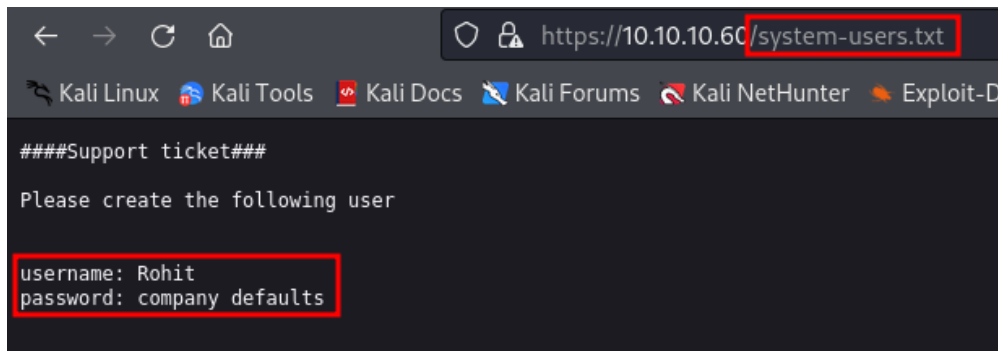 https://10.10.10.60/system-users.txt
Kali Linux Kali Tools Kali Docs Kali Forums Kali NetHunter Exploit-D
####Support ticket###
Please create the following user
username: Rohit
password: company defaults